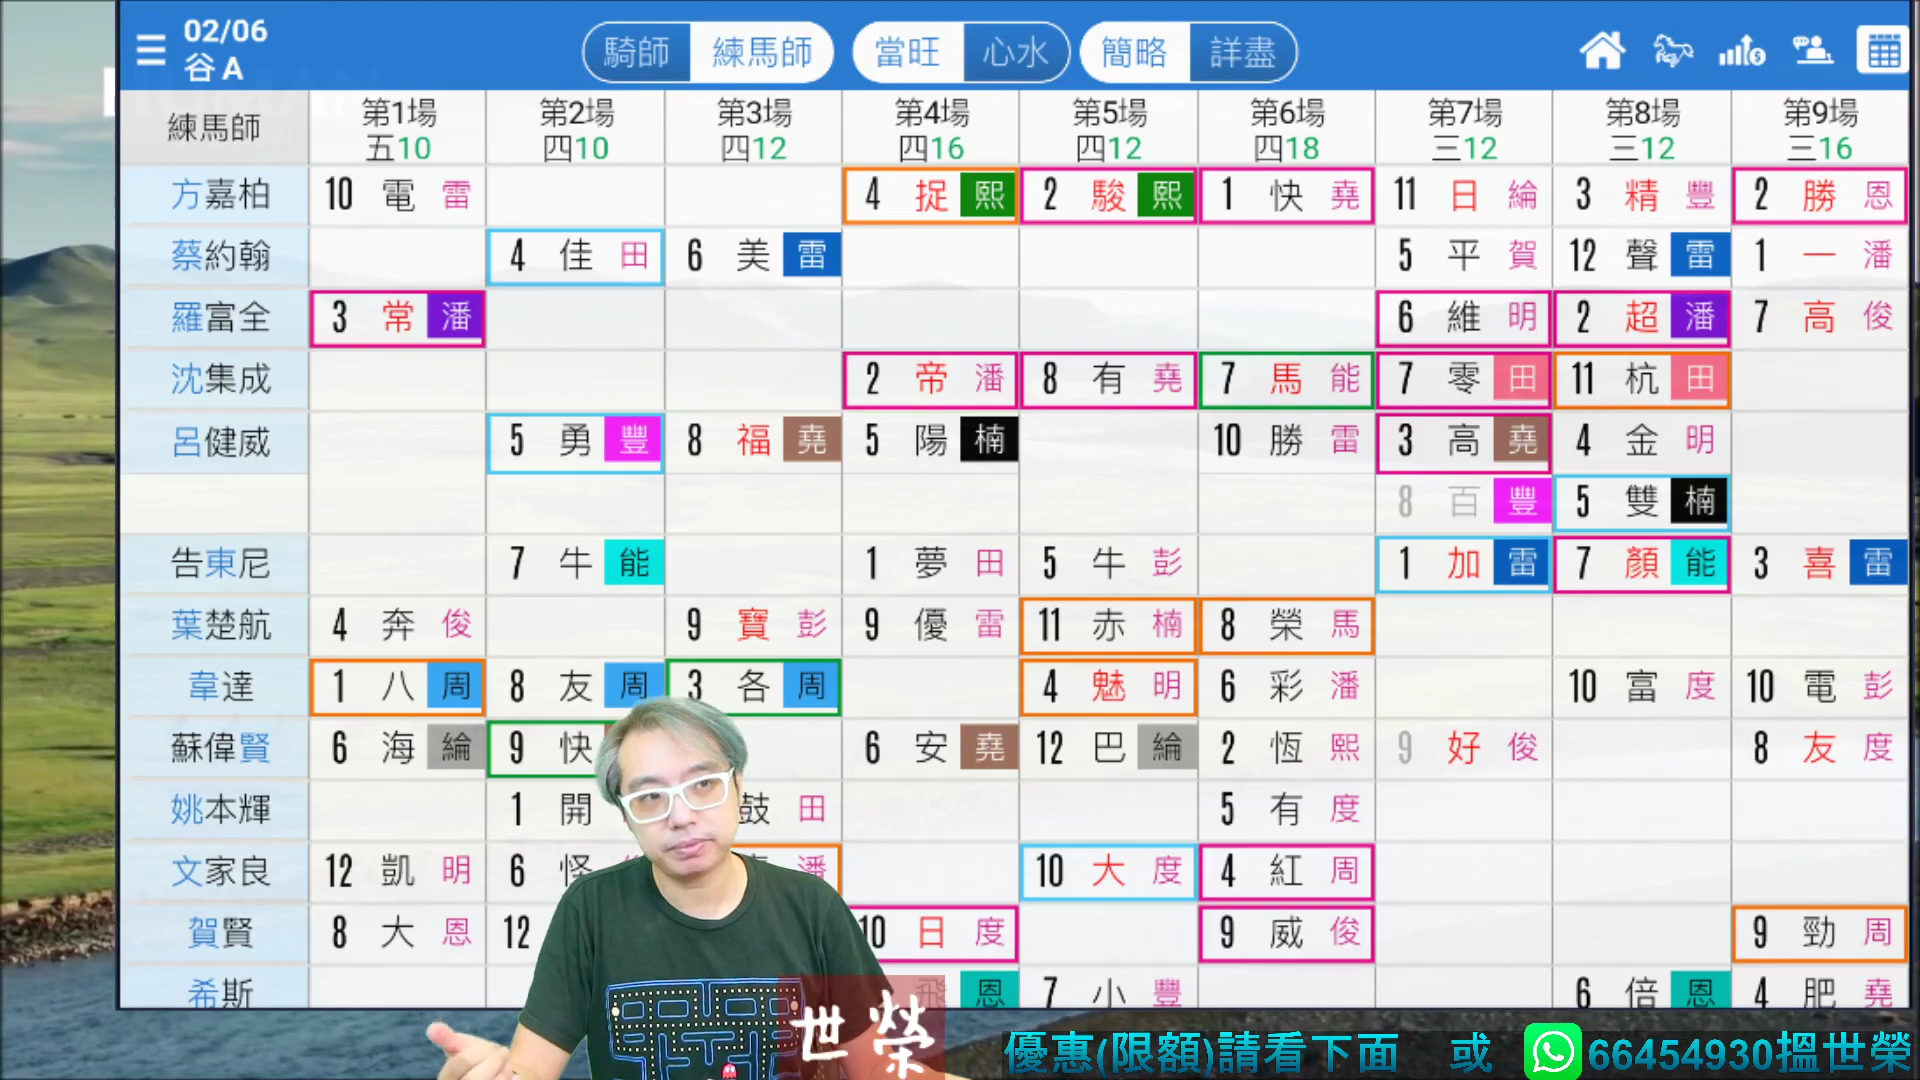 02/06
谷 A
騎師 練馬師 當旺 心水 簡略 詳盡
練馬師 第1場 第2場 第3場 第4場 第5場 第6場 第7場 第8場 第9場
五10 四10 四12 四16 四12 四18 三12 三12 三16
方嘉柏 10 電 雷 4 捉 熙 2 駿 熙 1 快 堯 11 日 綸 3 精 豐 2 勝 恩
蔡約翰 4 佳 田 6 美 雷 5 平 賀 12 聲 雷 1 一 潘
羅富全 3 常 潘 6 維 明 2 超 潘 7 高 俊
沈集成 2 帝 潘 8 有 堯 7 馬 能 7 零 田 11 杭 田
呂健威 5 勇 豐 8 福 堯 5 陽 楠 10 勝 雷 3 高 堯 4 金 明
8 百 豐 5 雙 楠
告東尼 7 牛 能 1 夢 田 5 牛 彭 1 加 雷 7 顏 能 3 喜 雷
葉楚航 4 奔 俊 9 寶 彭 9 優 雷 11 赤 楠 8 榮 馬
韋達 1 八 周 8 友 周 3 各 周 4 魅 明 6 彩 潘 10 富 度 10 電 彭
蘇偉賢 6 海 綸 9 快 6 安 堯 12 巴 綸 2 恆 熙 9 好 俊 8 友 度
姚本輝 1 開 鼓 田 5 有 度
文家良 12 凱 明 6 怪 潘 10 大 度 4 紅 周
賀賢 8 大 恩 12 10 日 度 9 威 俊 9 勁 周
希斯 飛 恩 7 小 豐 6 倍 恩 4 肥 堯
世榮
優惠(限額)請看下面 或 66454930搵世榮